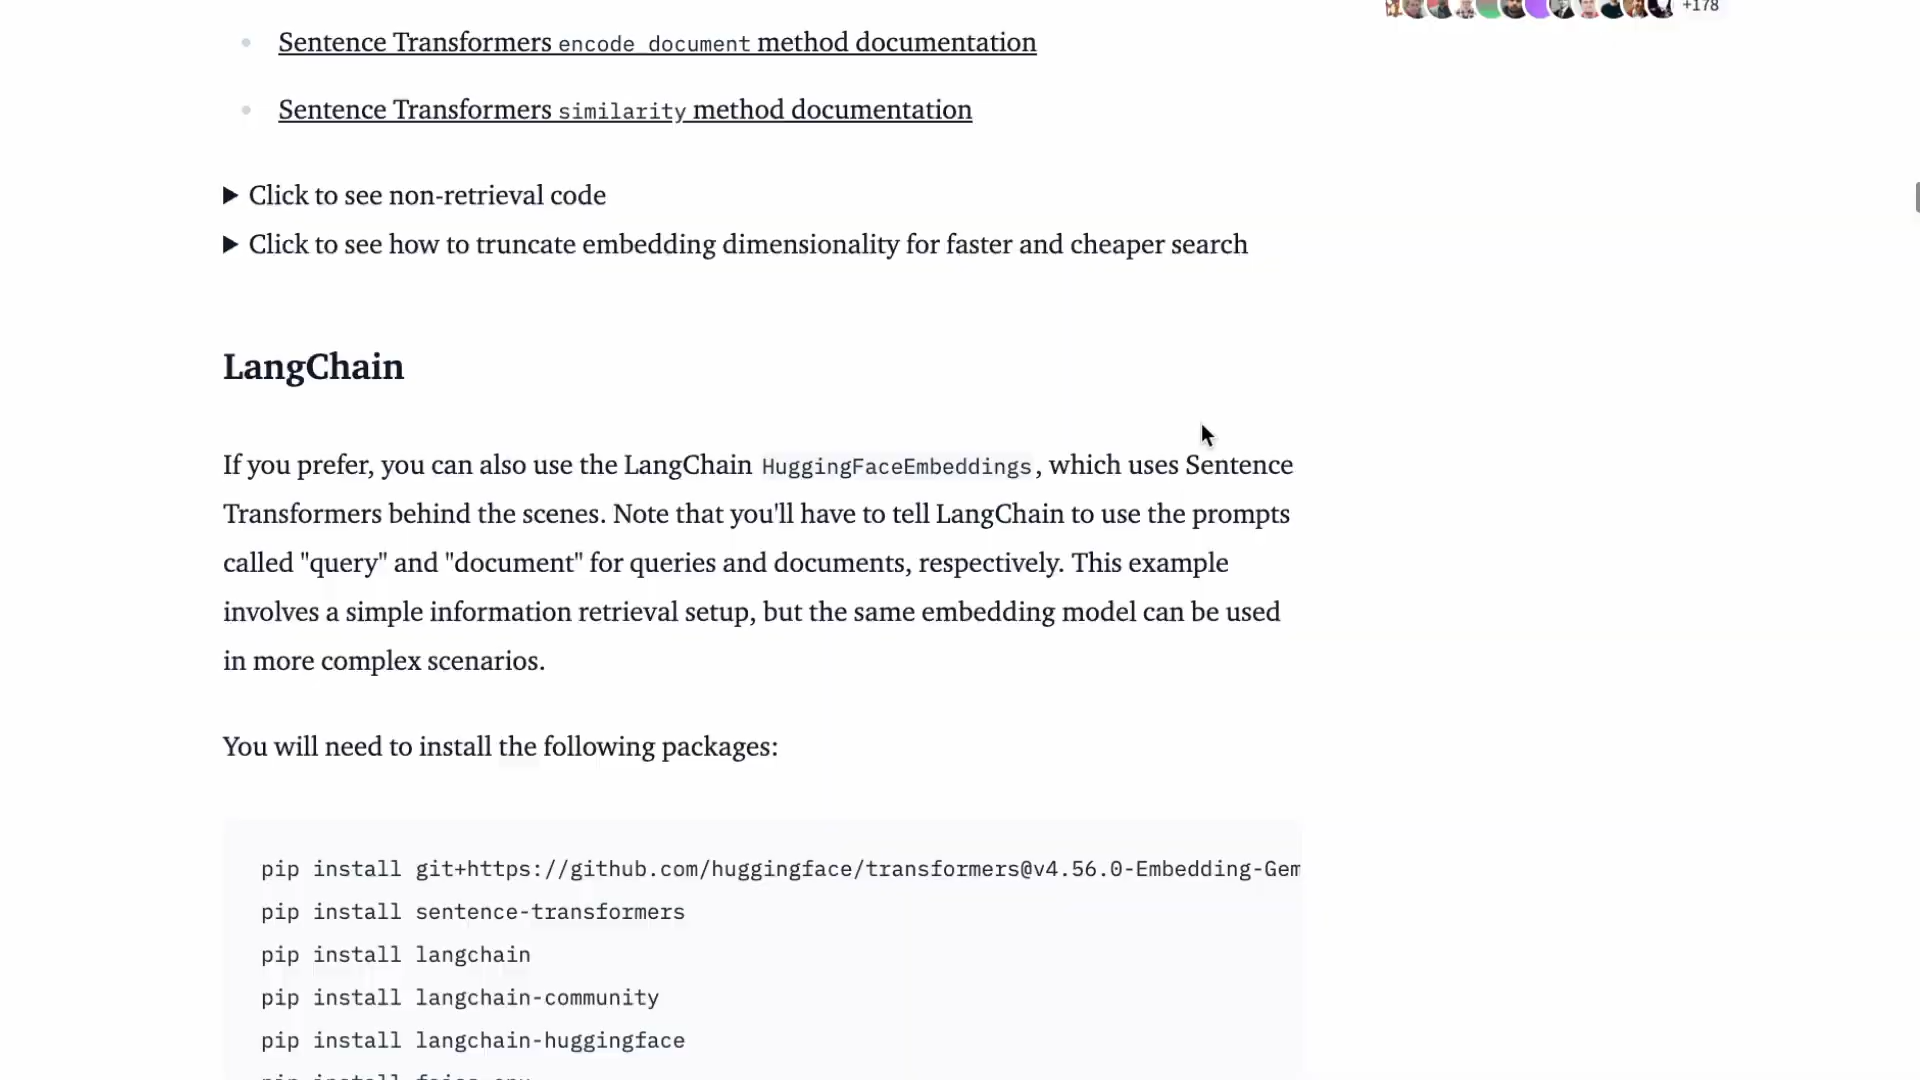 +178
Sentence Transformers encode_document method documentation
Sentence Transformers similarity method documentation
Click to see non-retrieval code
Click to see how to truncate embedding dimensionality for faster and cheaper search
LangChain
If you prefer, you can also use the LangChain HuggingFaceEmbeddings, which uses Sentence
Transformers behind the scenes. Note that you'll have to tell LangChain to use the prompts
called "query" and "document" for queries and documents, respectively. This example
involves a simple information retrieval setup, but the same embedding model can be used
in more complex scenarios.
You will need to install the following packages:
pip install git+https://github.com/huggingface/transformers@v4.56.0-Embedding-Gem
pip install sentence-transformers
pip install langchain
pip install langchain-community
pip install langchain-huggingface
pip install